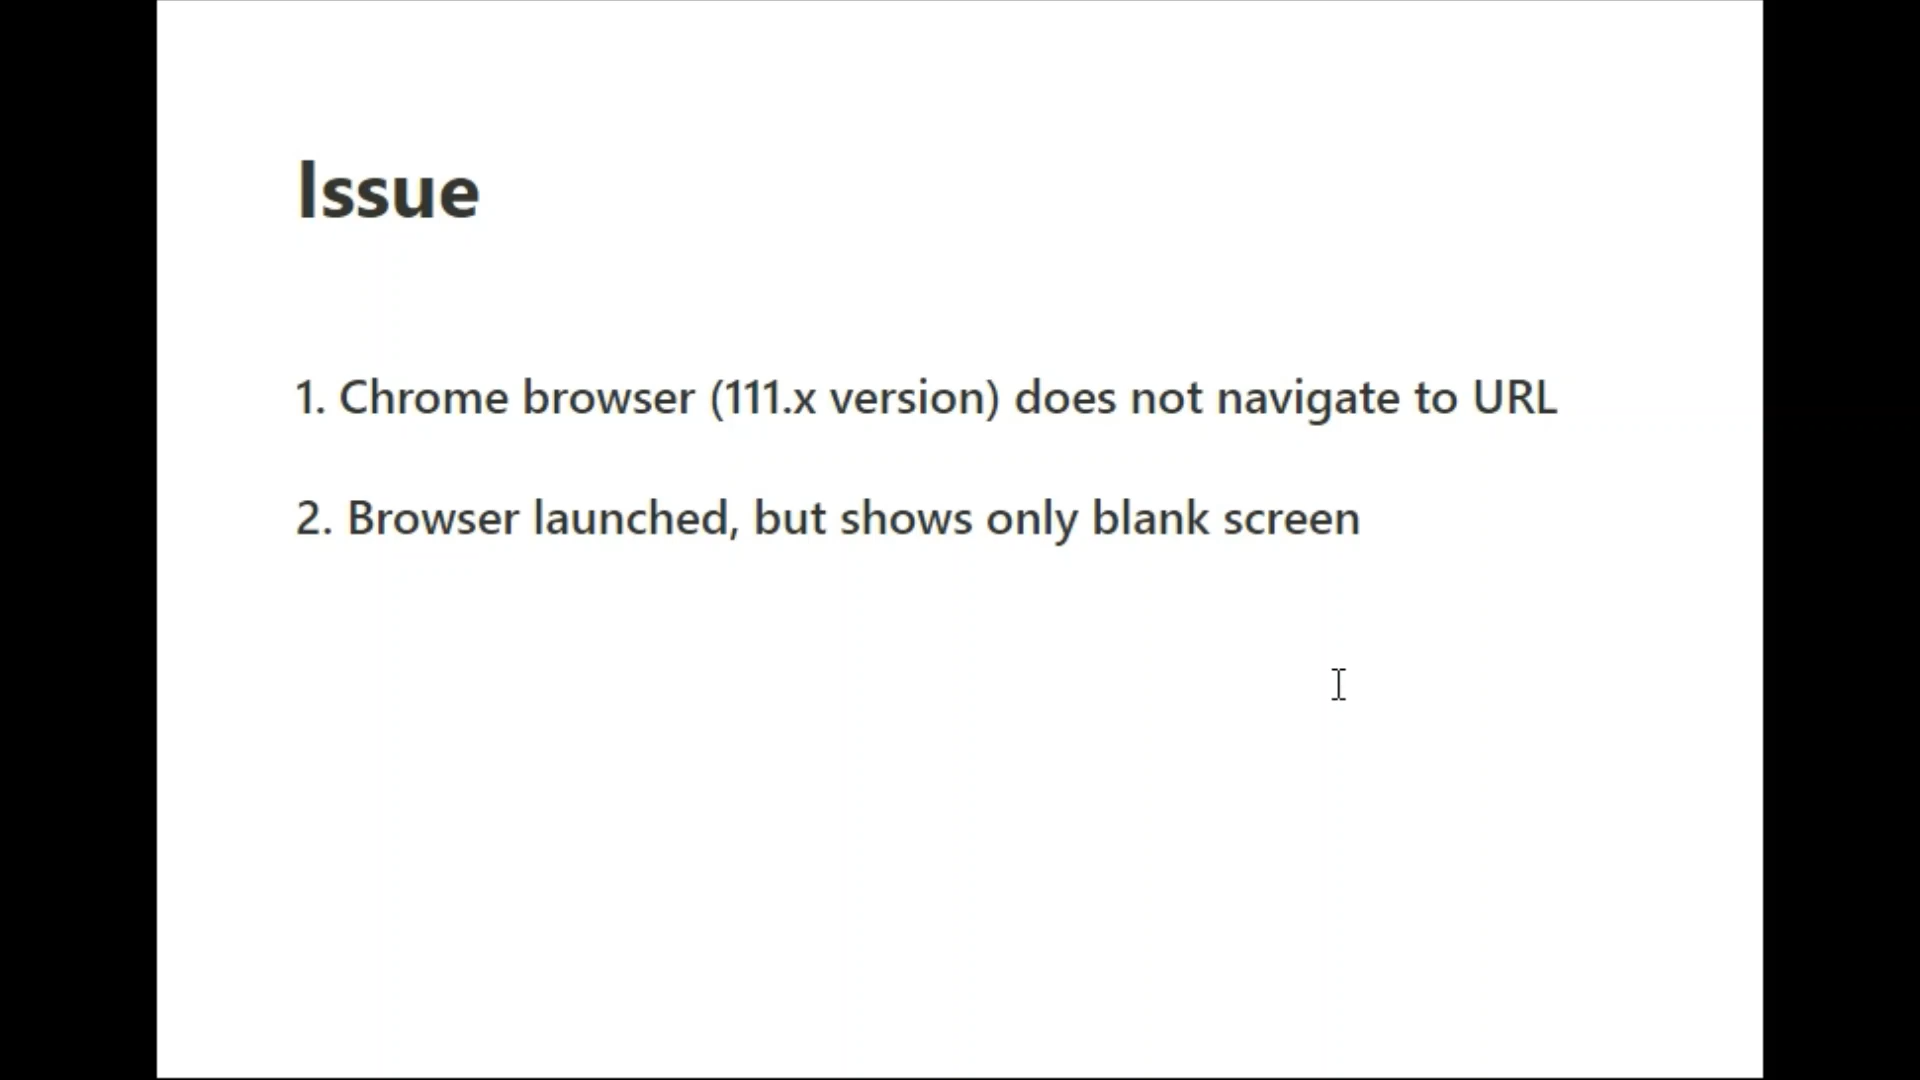 Issue
1. Chrome browser (111.x version) does not navigate to URL
2. Browser launched, but shows only blank screen